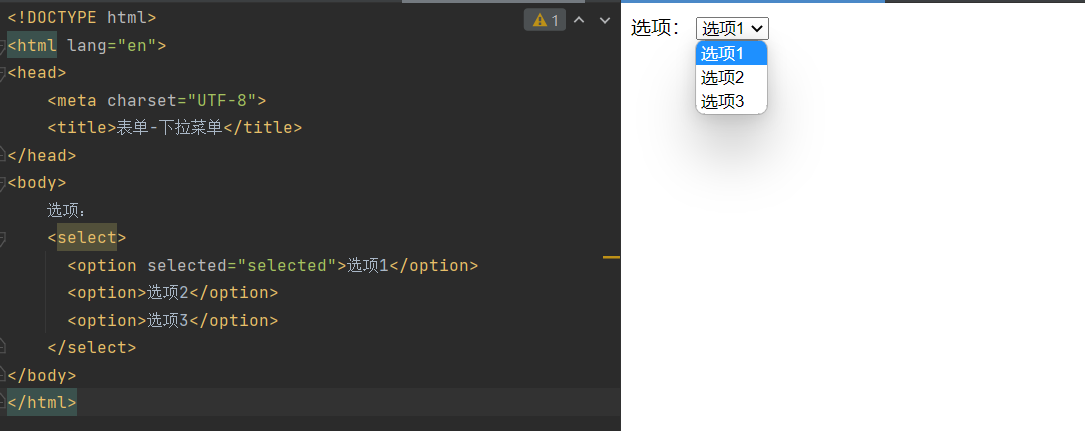 <!DOCTYPE html>
<html lang="en">
<head>
    <meta charset="UTF-8">
    <title>表单-下拉菜单</title>
</head>
<body>
    选项：
    <select>
      <option selected="selected">选项1</option>
      <option>选项2</option>
      <option>选项3</option>
    </select>
</body>
</html>
1
选项： 选项1
选项1
选项2
选项3